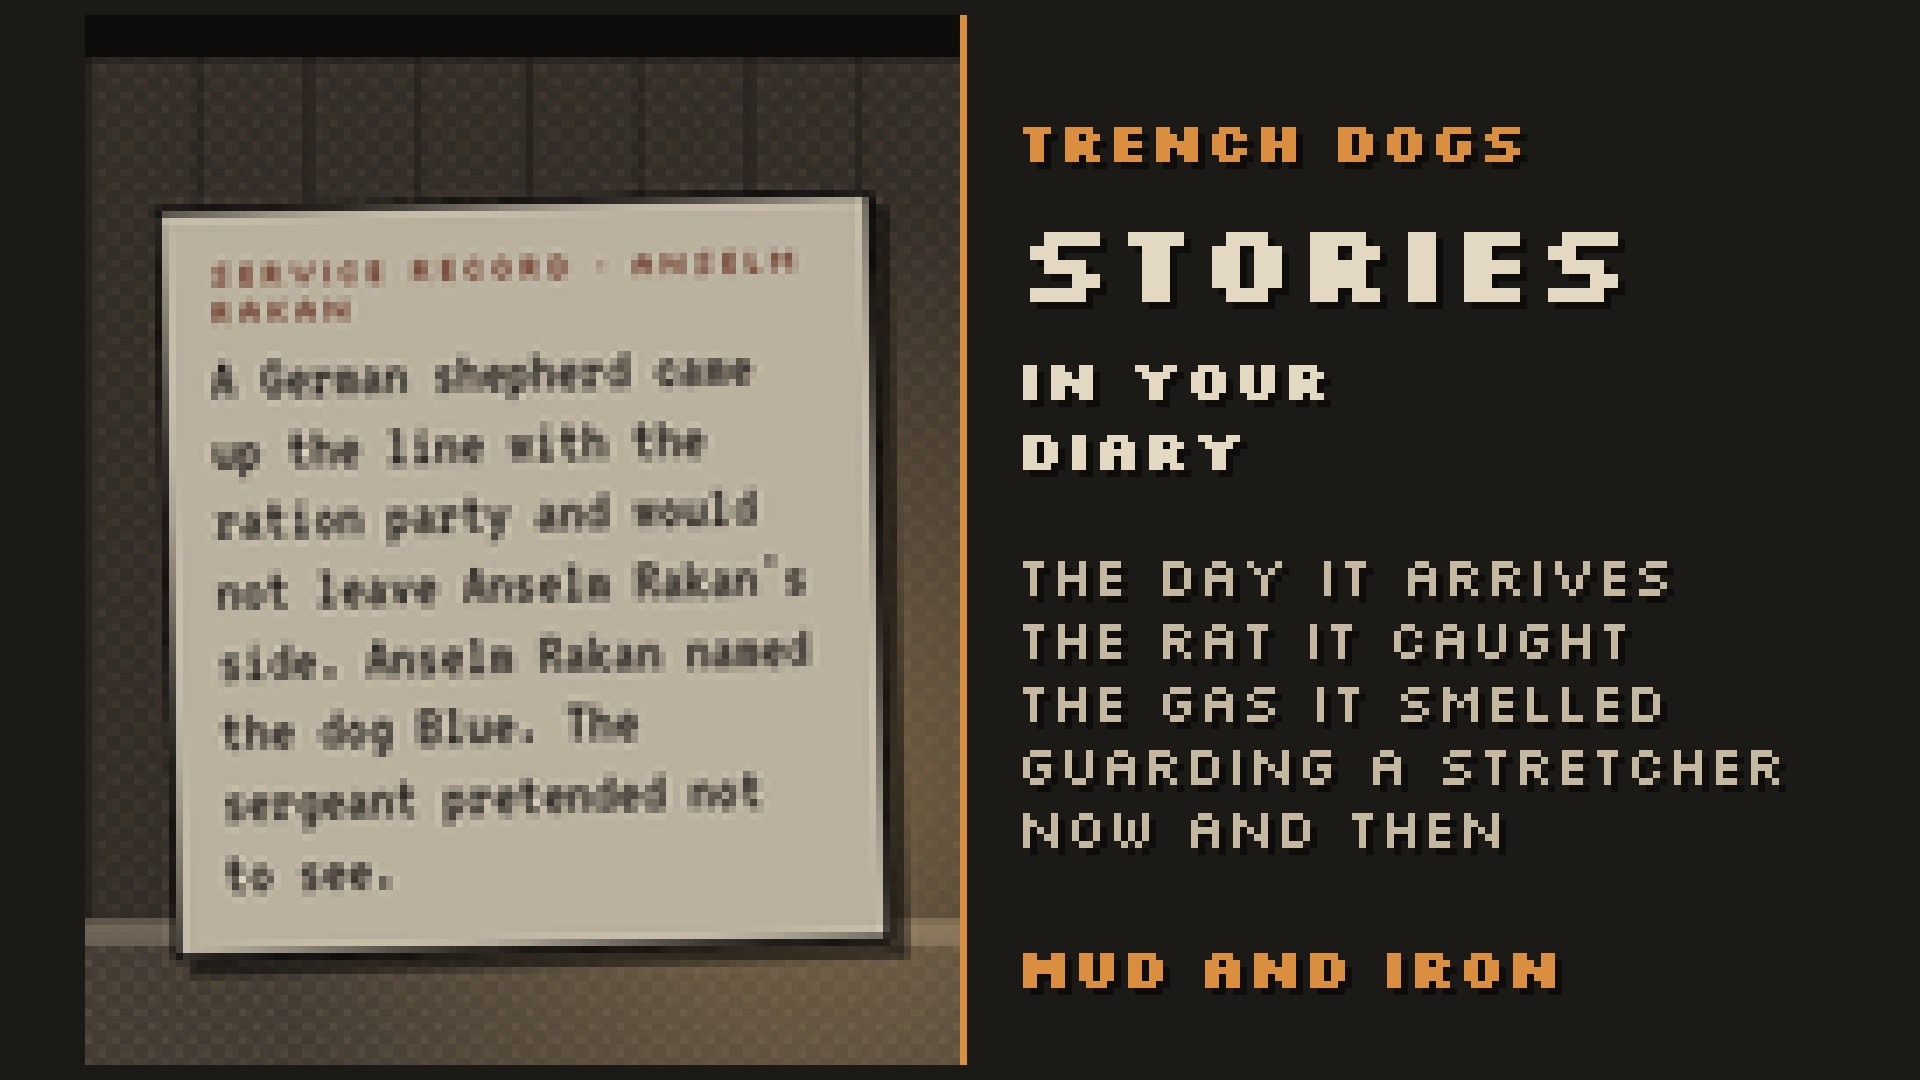 SERVICE RECORD · ANSELM
RAKAN
A German shepherd came
up the line with the
ration party and would
not leave Anselm Rakan's
side. Anselm Rakan named
the dog Blue. The
sergeant pretended not
to see.
TRENCH DOGS
STORIES
IN YOUR
DIARY
THE DAY IT ARRIVES
THE RAT IT CAUGHT
THE GAS IT SMELLED
GUARDING A STRETCHER
NOW AND THEN
MUD AND IRON